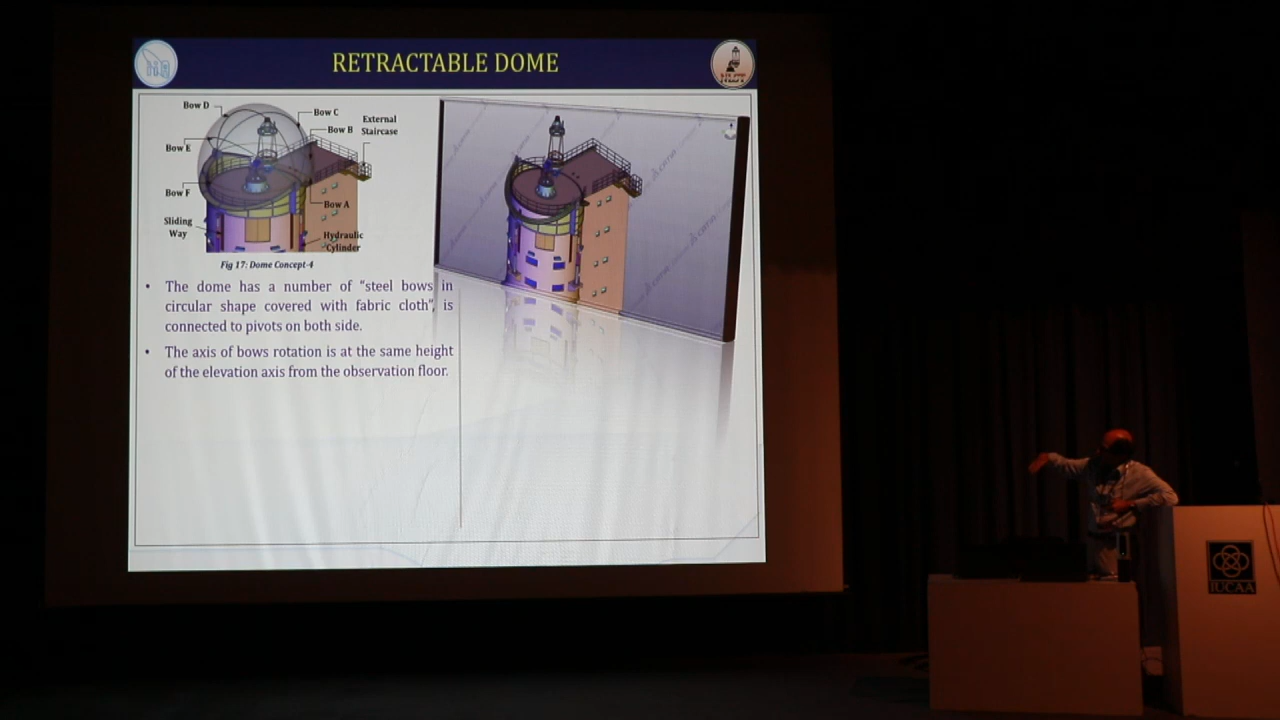 RETRACTABLE DOME
NLST
Bow D
Bow C
External
Staircase
Bow B
Bow E
Bow F
Bow A
Sliding
Way
Hydraulic
Cylinder
Fig 17: Dome Concept-4
• The dome has a number of “steel bows in
circular shape covered with fabric cloth”, is
connected to pivots on both side.
• The axis of bows rotation is at the same height
of the elevation axis from the observation floor.
IUCAA